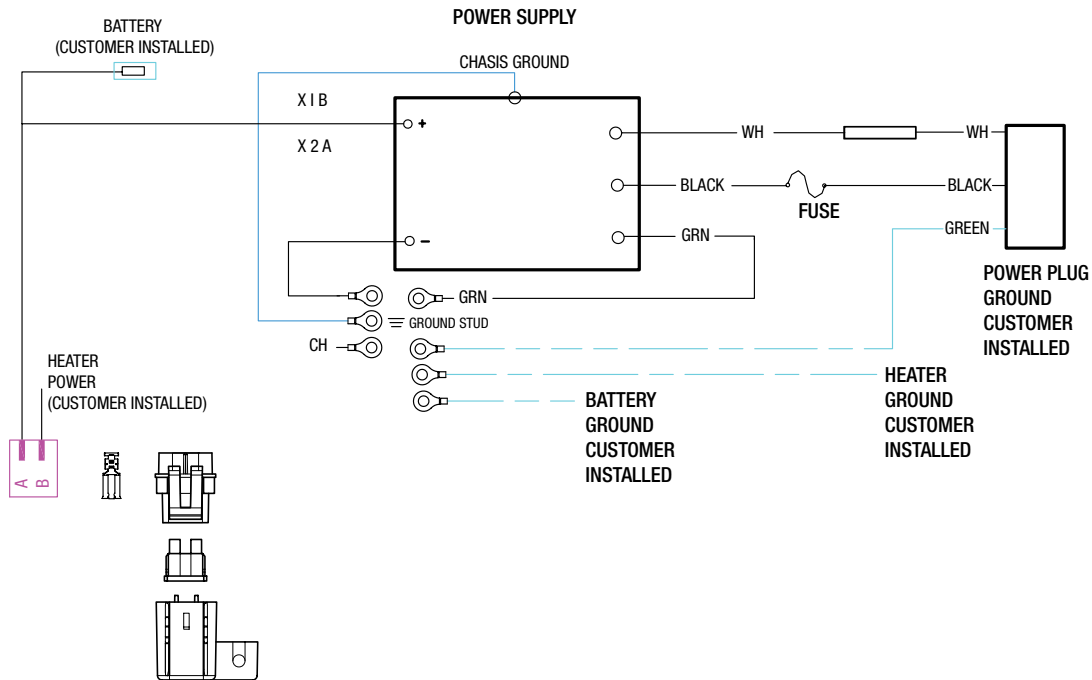 POWER SUPPLY
BATTERY
(CUSTOMER INSTALLED)
CHASIS GROUND
X I B
+
X 2 A
WH
WH
BLACK
BLACK
FUSE
–
GRN
GREEN
POWER PLUG
GROUND
CUSTOMER
INSTALLED
GRN
GROUND STUD
CH
HEATER
POWER
(CUSTOMER INSTALLED)
HEATER
GROUND
CUSTOMER
INSTALLED
BATTERY
GROUND
CUSTOMER
INSTALLED
A
B